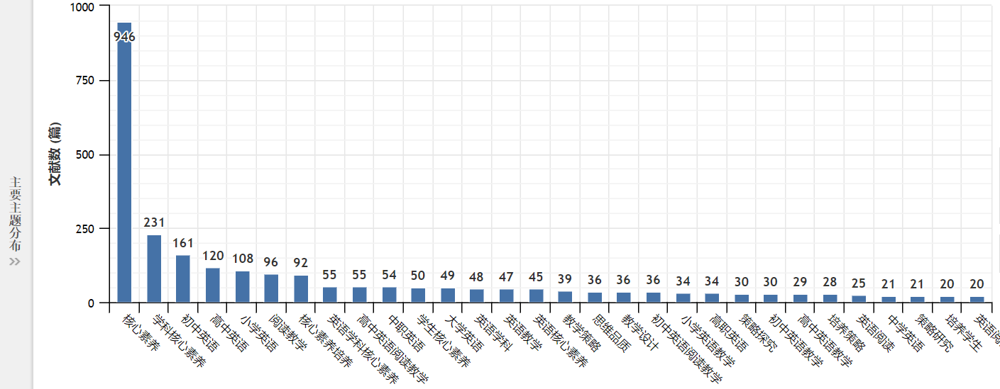 主要主题分布
文献数 (篇)
1000
750
500
250
0
946
231
161
120
108
96
92
55
55
54
50
49
48
47
45
39
36
36
36
34
34
30
30
29
28
25
21
21
20
20
核心素养
学科核心素养
初中英语
高中英语
小学英语
阅读教学
核心素养培养
英语学科核心素养
高中英语阅读教学
中职英语
学生核心素养
大学英语
英语学科
英语教学
英语核心素养
教学策略
思维品质
教学设计
初中英语阅读教学
小学英语教学
高职英语
策略探究
初中英语教学
高中英语教学
培养策略
英语阅读
中学英语
策略研究
培养学生
英语阅